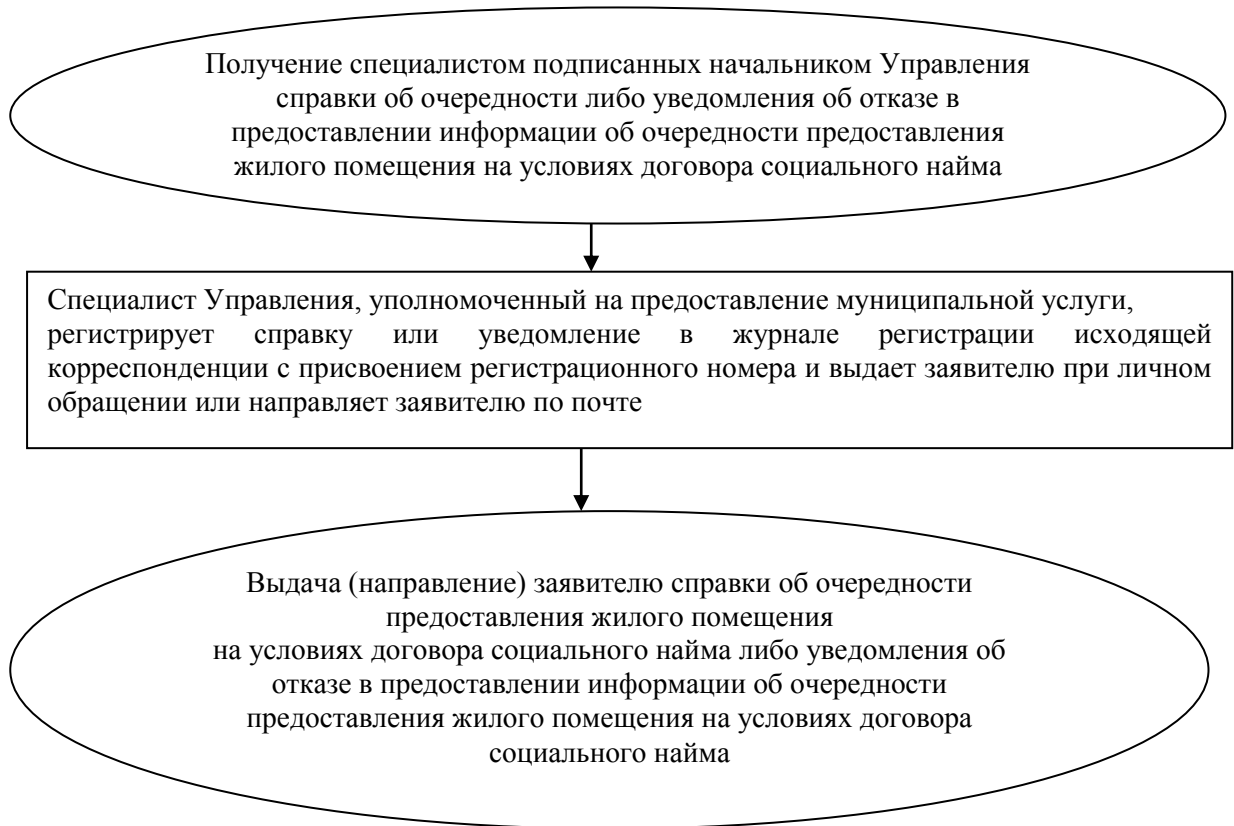 Получение специалистом подписанных начальником Управления
справки об очередности либо уведомления об отказе в
предоставлении информации об очередности предоставления
жилого помещения на условиях договора социального найма
Специалист Управления, уполномоченный на предоставление муниципальной услуги,
регистрирует справку или уведомление в журнале регистрации исходящей
корреспонденции с присвоением регистрационного номера и выдает заявителю при личном
обращении или направляет заявителю по почте
Выдача (направление) заявителю справки об очередности
предоставления жилого помещения
на условиях договора социального найма либо уведомления об
отказе в предоставлении информации об очередности
предоставления жилого помещения на условиях договора
социального найма